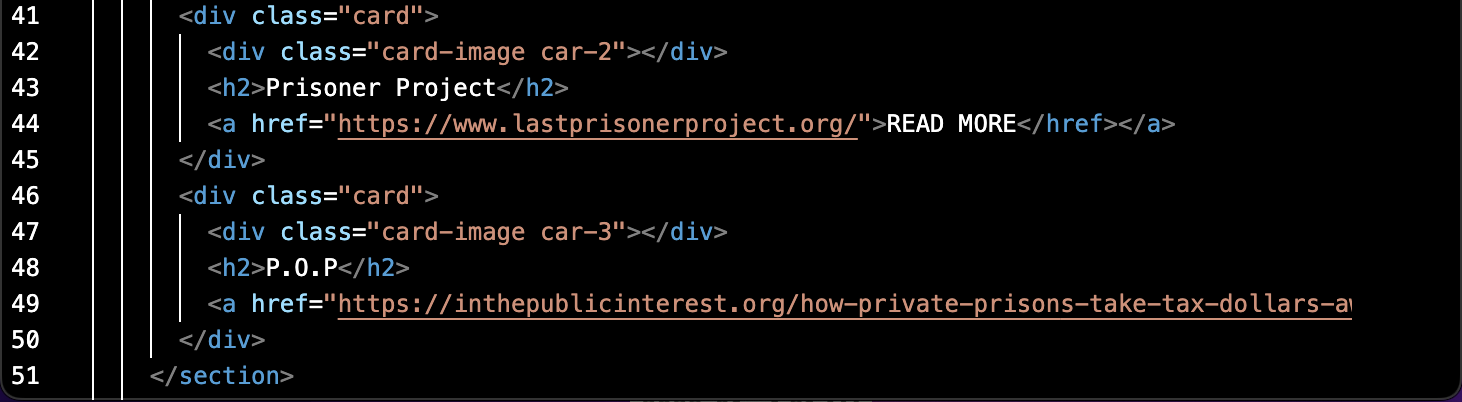 41 <div class="card">
42 <div class="card-image car-2"></div>
43 <h2>Prisoner Project</h2>
44 <a href="https://www.lastprisonerproject.org/">READ MORE</href></a>
45 </div>
46 <div class="card">
47 <div class="card-image car-3"></div>
48 <h2>P.O.P</h2>
49 <a href="https://inthepublicinterest.org/how-private-prisons-take-tax-dollars-a
50 </div>
51 </section>